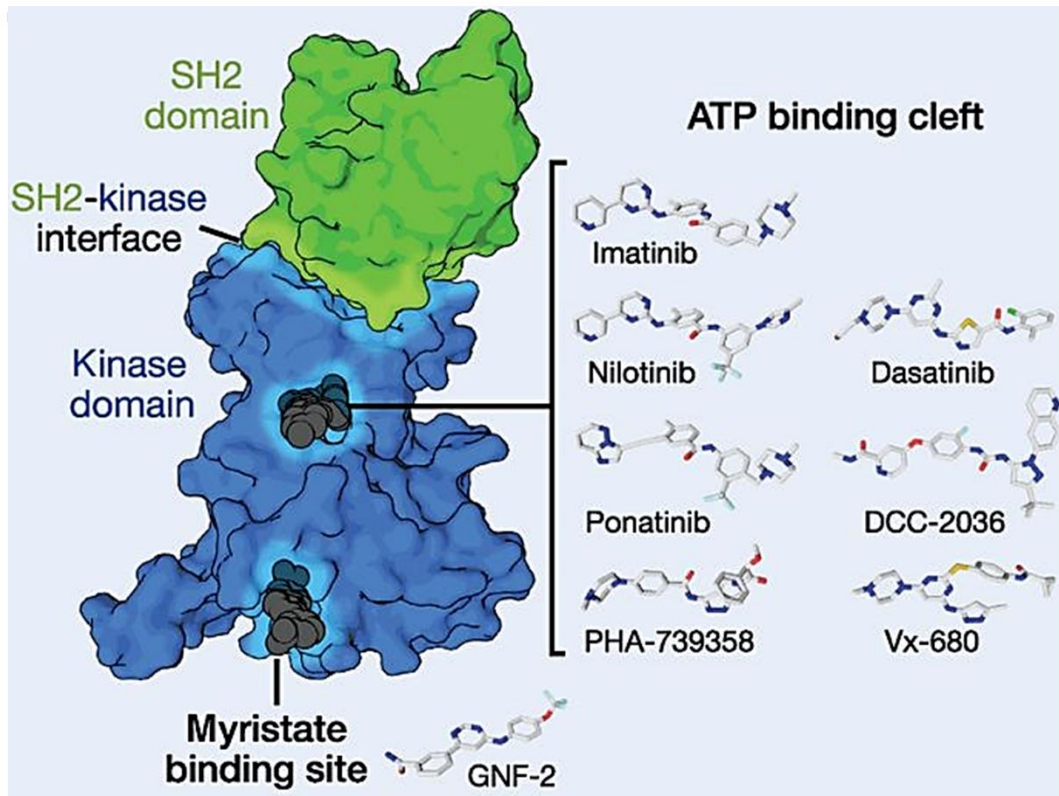 SH2
domain
SH2-kinase
interface
Kinase
domain
Myristate
binding site
GNF-2
ATP binding cleft
Imatinib
Nilotinib
Dasatinib
Ponatinib
DCC-2036
PHA-739358
Vx-680